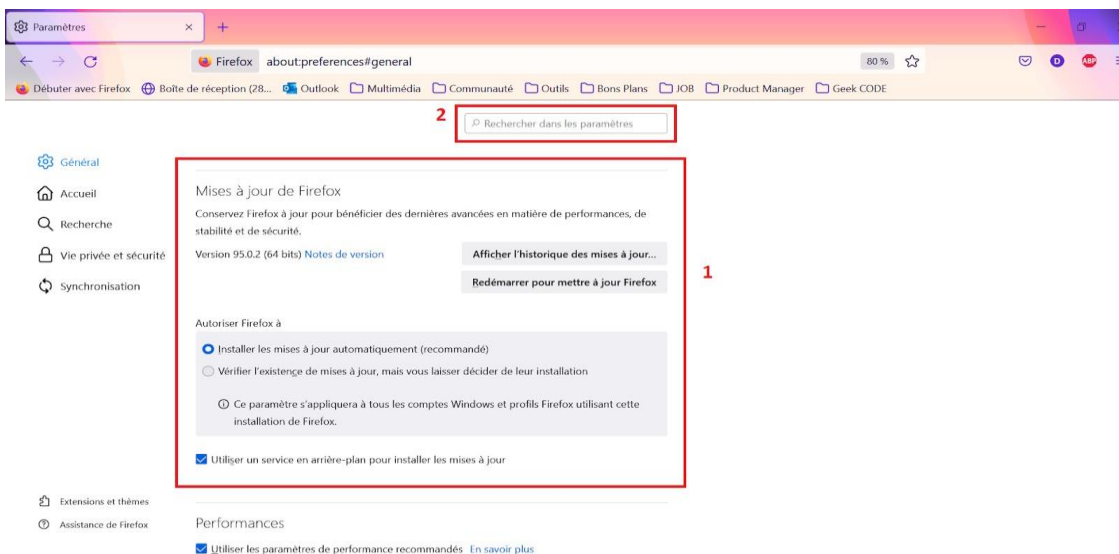 Paramètres
Firefox about:preferences#general 80 %
Débuter avec Firefox Boîte de réception (28... Outlook Multimédia Communauté Outils Bons Plans JOB Product Manager Geek CODE
2 Rechercher dans les paramètres
Général
Accueil
Recherche
Vie privée et sécurité
Synchronisation
Extensions et thèmes
Assistance de Firefox
Mises à jour de Firefox
Conservez Firefox à jour pour bénéficier des dernières avancées en matière de performances, de
stabilité et de sécurité.
Version 95.0.2 (64 bits) Notes de version
Afficher l'historique des mises à jour...
Redémarrer pour mettre à jour Firefox
1
Autoriser Firefox à
Installer les mises à jour automatiquement (recommandé)
Vérifier l'existence de mises à jour, mais vous laisser décider de leur installation
Ce paramètre s'appliquera à tous les comptes Windows et profils Firefox utilisant cette
installation de Firefox.
Utiliser un service en arrière-plan pour installer les mises à jour
Performances
Utiliser les paramètres de performance recommandés En savoir plus
D
ABP